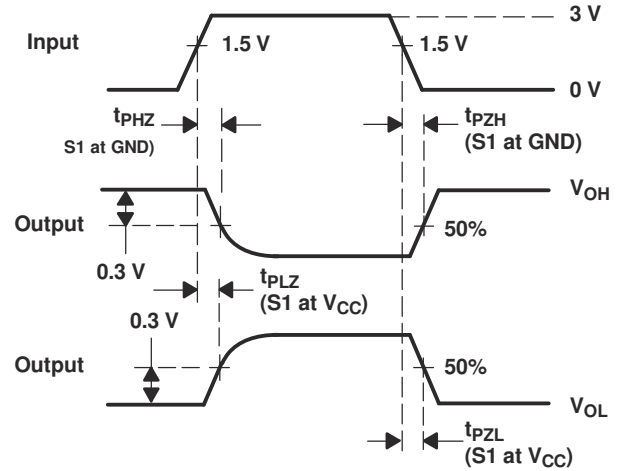 3 V
Input
1.5 V
1.5 V
0 V
tPHZ
S1 at GND)
tPZH
(S1 at GND)
VOH
Output
50%
0.3 V
tPLZ
(S1 at VCC)
0.3 V
Output
50%
VOL
tPZL
(S1 at VCC)